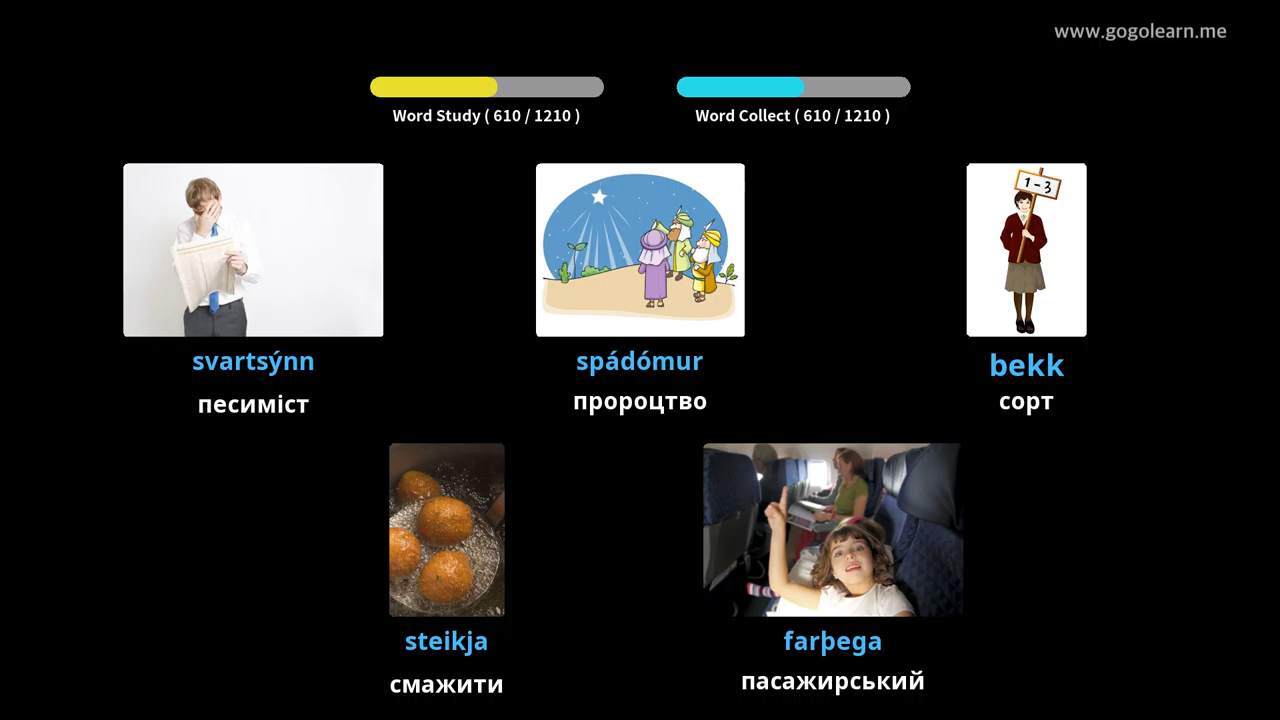 www.gogolearn.me
Word Study ( 610 / 1210 )
Word Collect ( 610 / 1210 )
1 - 3
svartsýnn
песиміст
spádómur
пророцтво
bekk
сорт
steikja
смажити
farþega
пасажирський